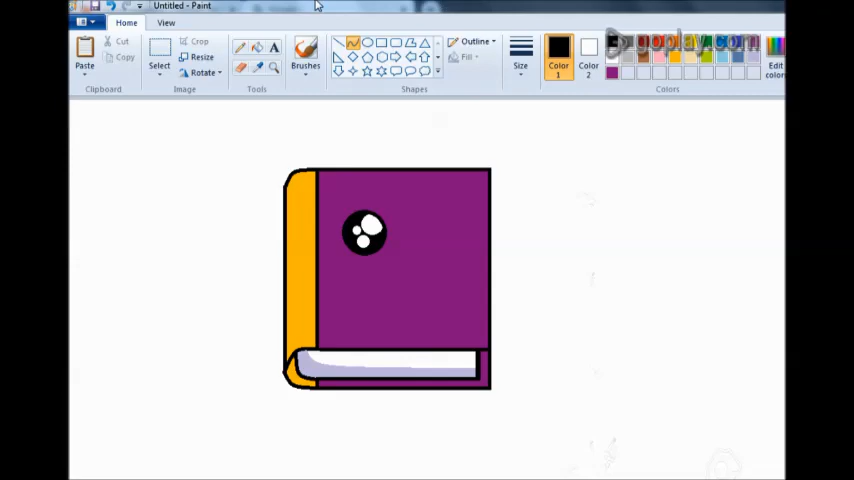 Untitled - Paint
Home View
Paste
Cut
Copy
Clipboard
Select
Crop
Resize
Rotate
Image
Tools
Brushes
Shapes
Outline
Fill
Size
Color 1
Color 2
Edit colors
Colors